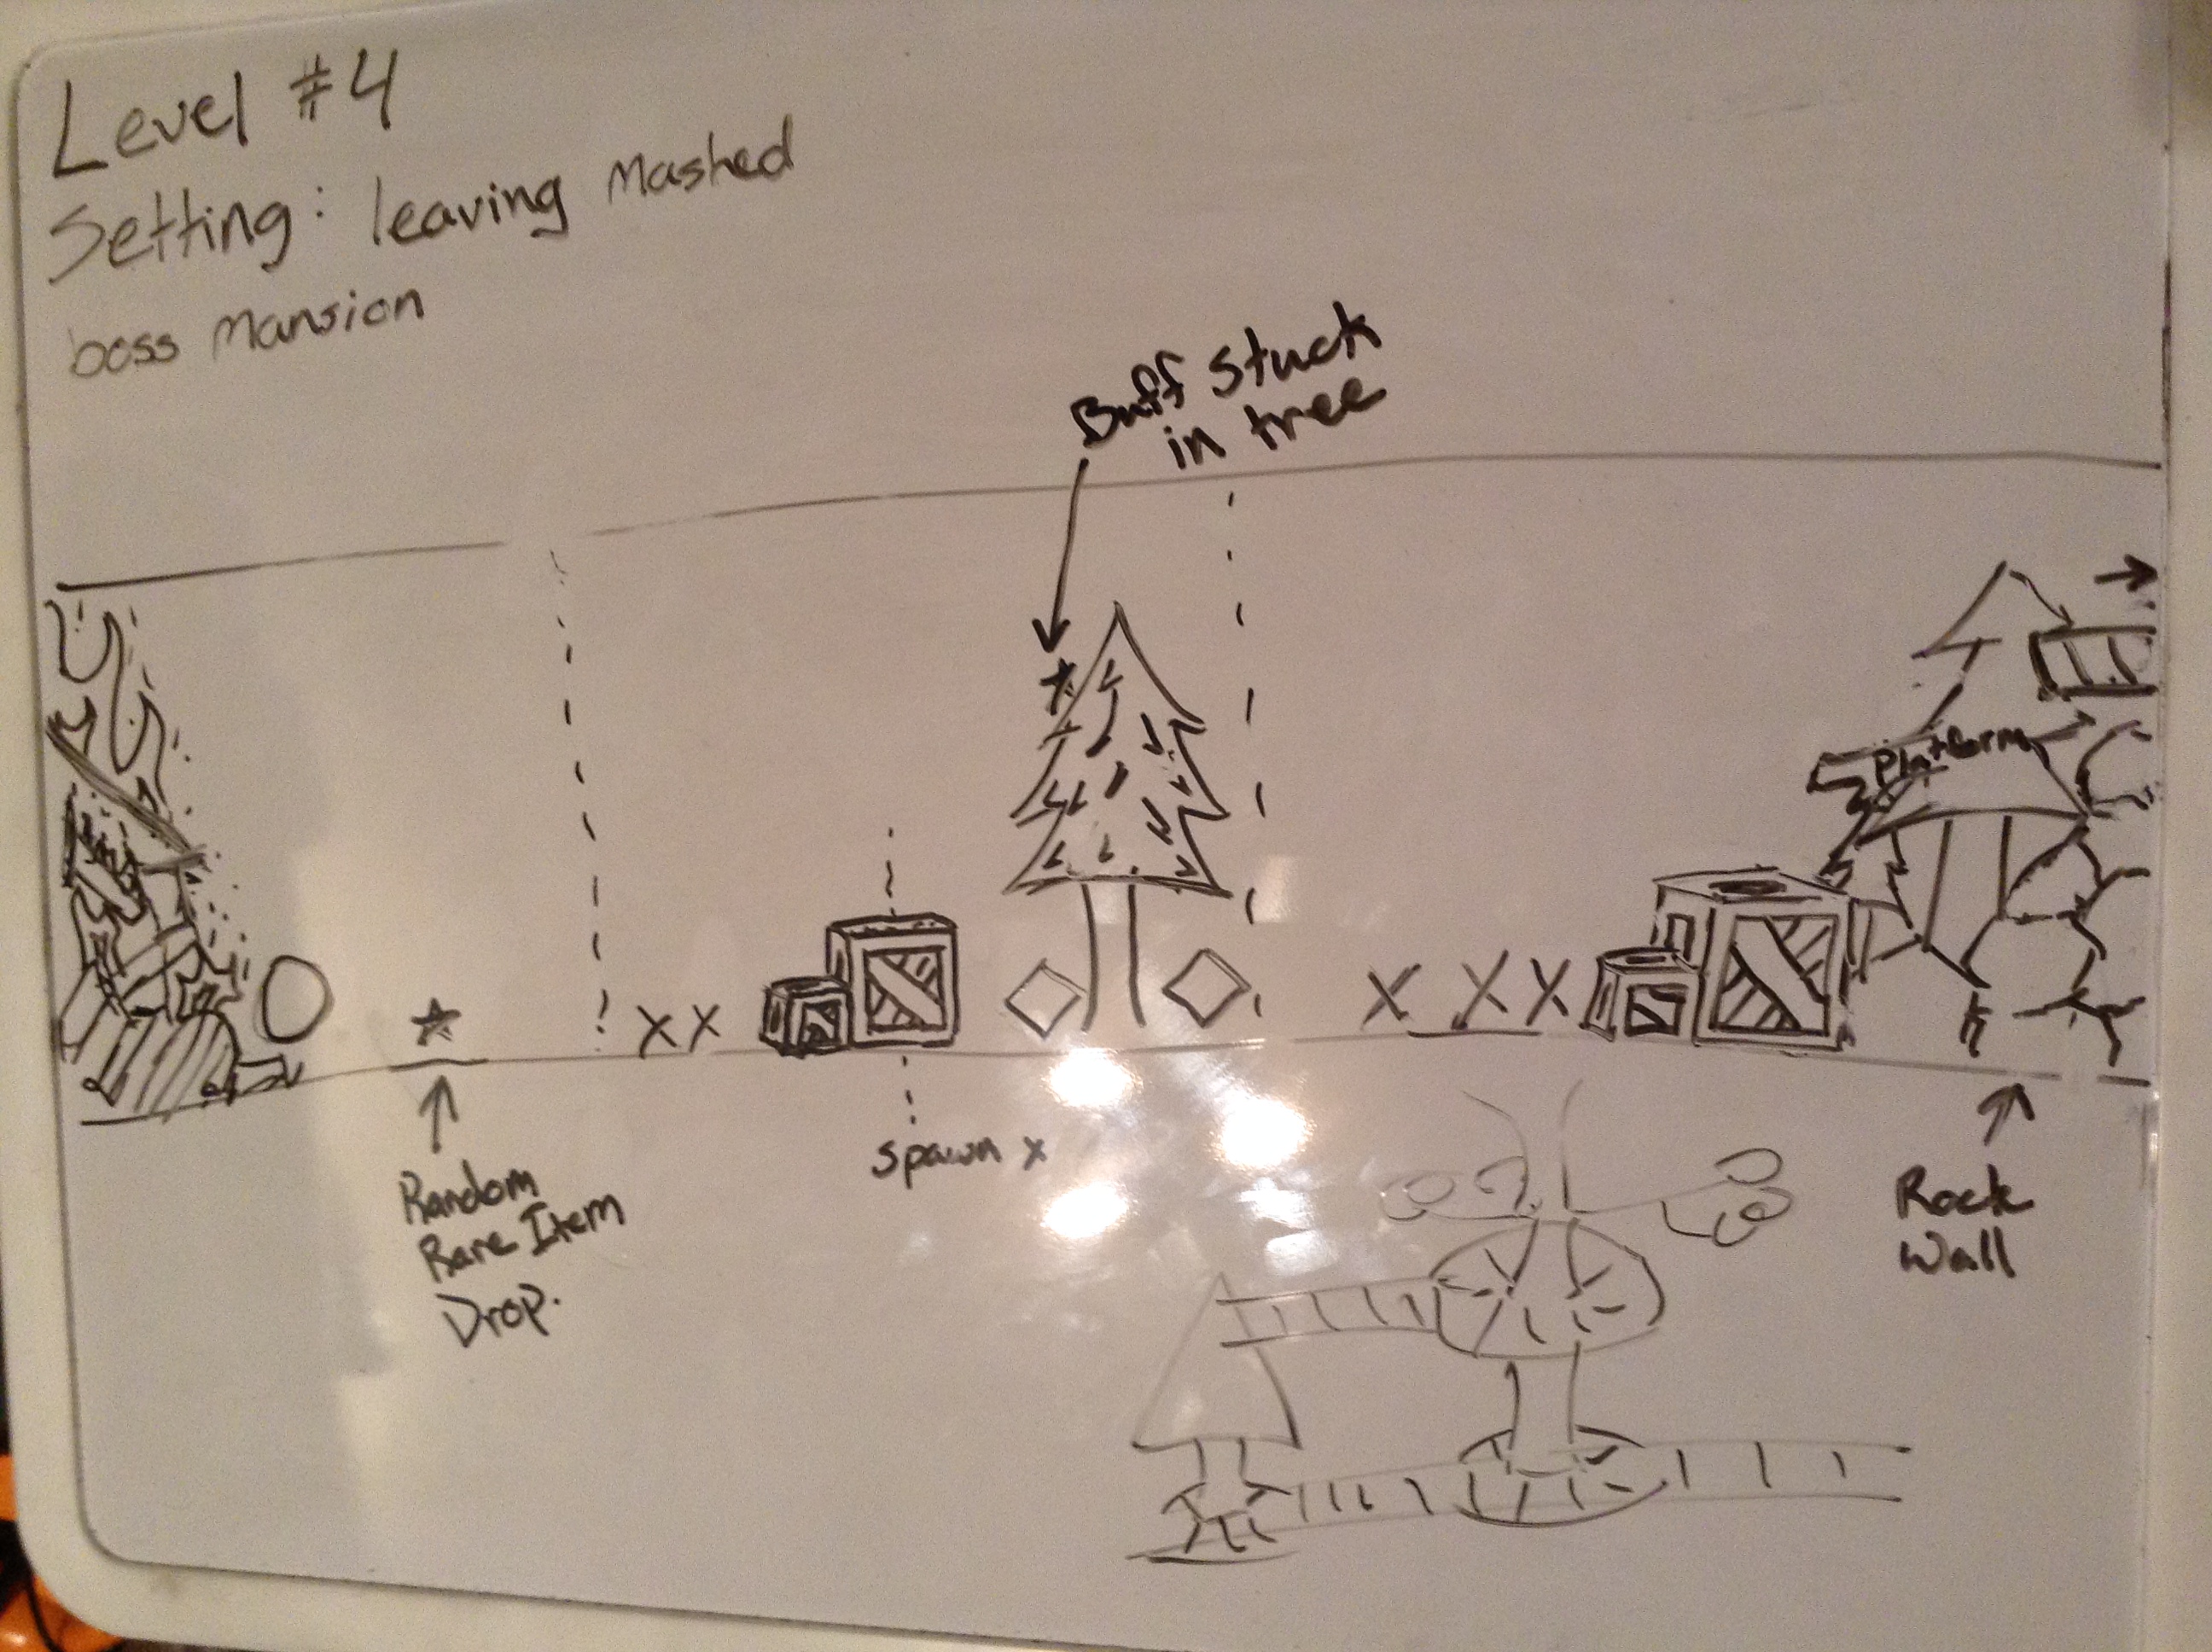 Level #4
Setting: leaving Mashed
boss Mansion
Buff stuck
in tree
Platform
X X
X X X
spawn x
Random
Rare Item
Drop.
Rock
Wall